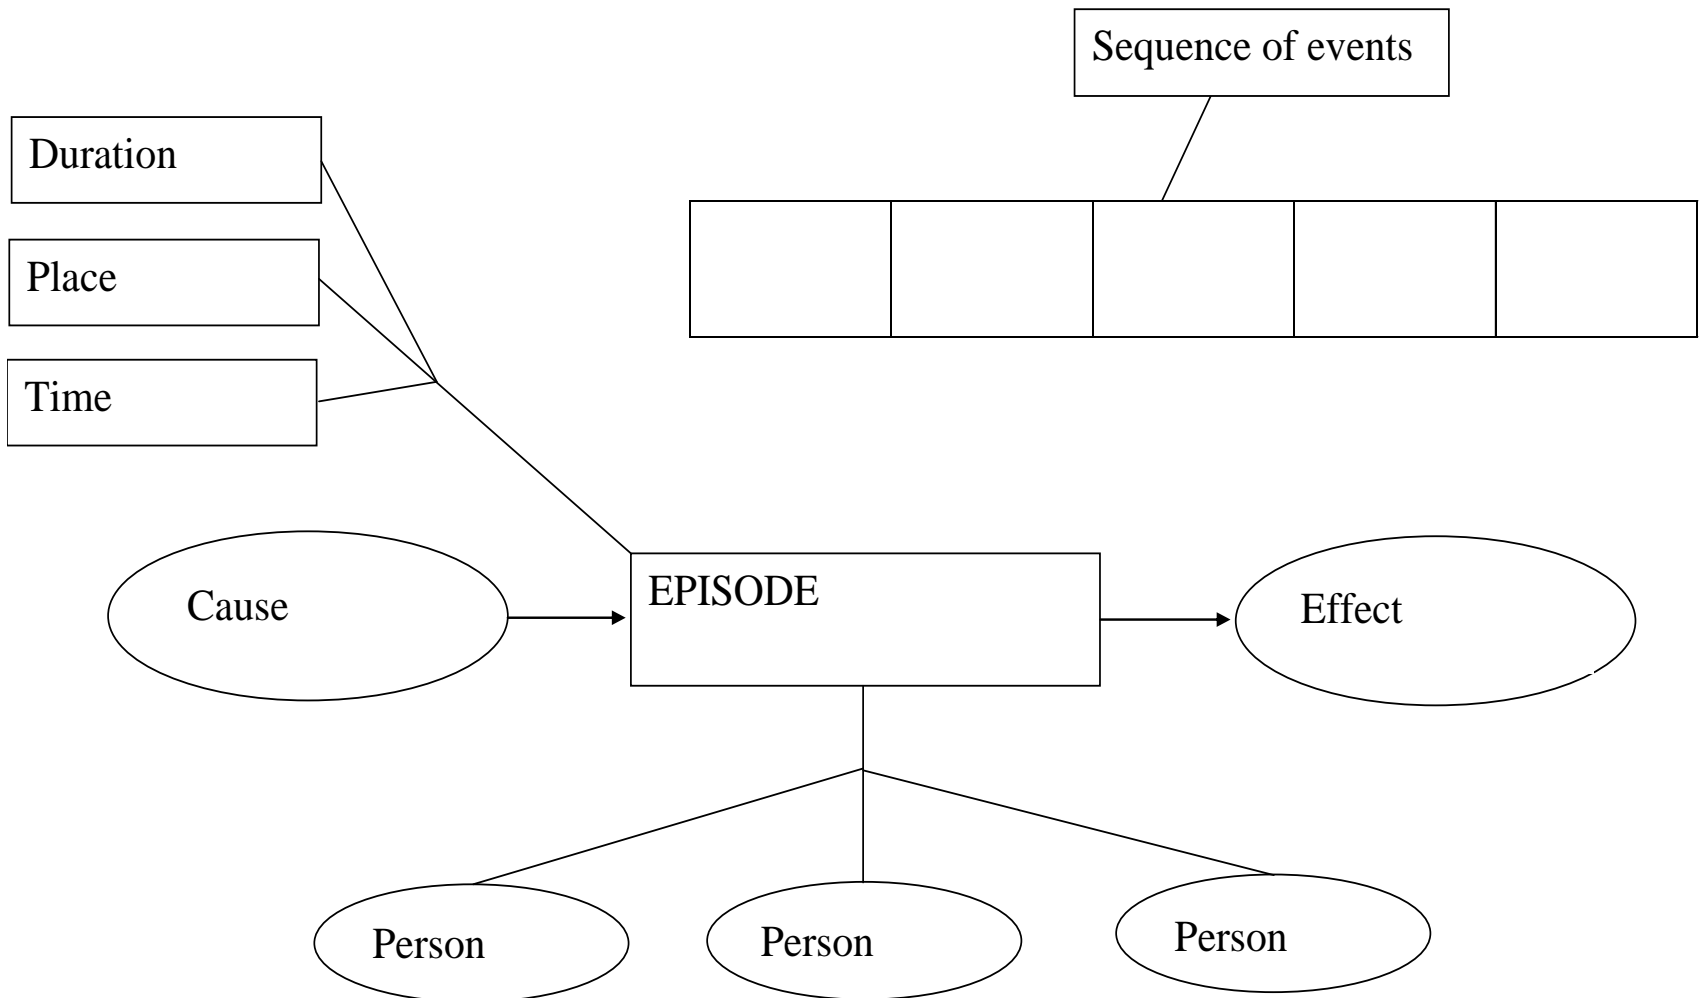 Sequence of events
Duration
Place
Time
Cause
EPISODE
Effect
Person
Person
Person